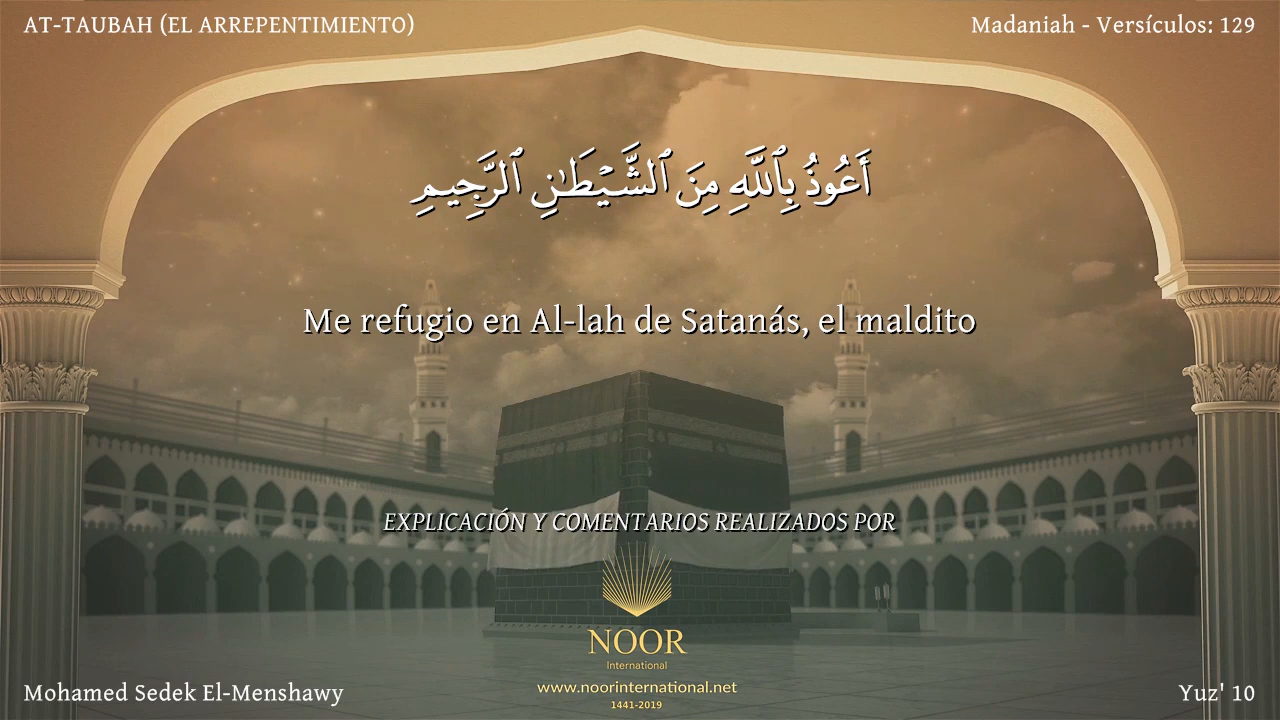 AT-TAUBAH (EL ARREPENTIMIENTO)
Madaniah - Versículos: 129
أَعُوذُ بِٱللَّهِ مِنَ ٱلشَّيْطَٰنِ ٱلرَّجِيمِ
Me refugio en Al-lah de Satanás, el maldito
EXPLICACIÓN Y COMENTARIOS REALIZADOS POR
NOOR
International
www.noorinternational.net
1441-2019
Mohamed Sedek El-Menshawy
Yuz' 10